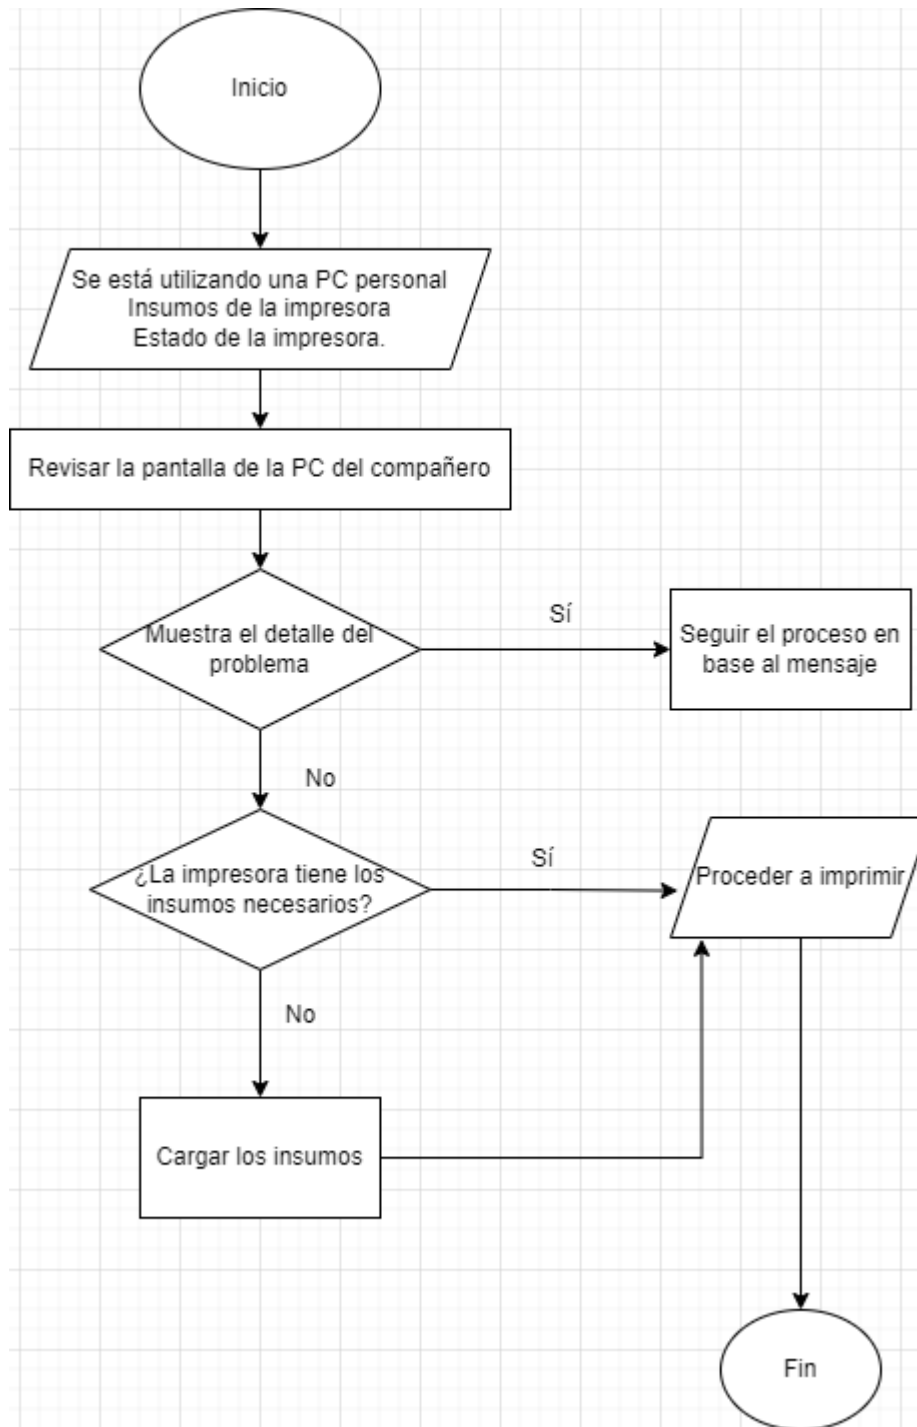 Inicio
Se está utilizando una PC personal
Insumos de la impresora
Estado de la impresora.
Revisar la pantalla de la PC del compañero
Muestra el detalle del
problema
Sí
Seguir el proceso en
base al mensaje
No
¿La impresora tiene los
insumos necesarios?
Sí
Proceder a imprimir
No
Cargar los insumos
Fin